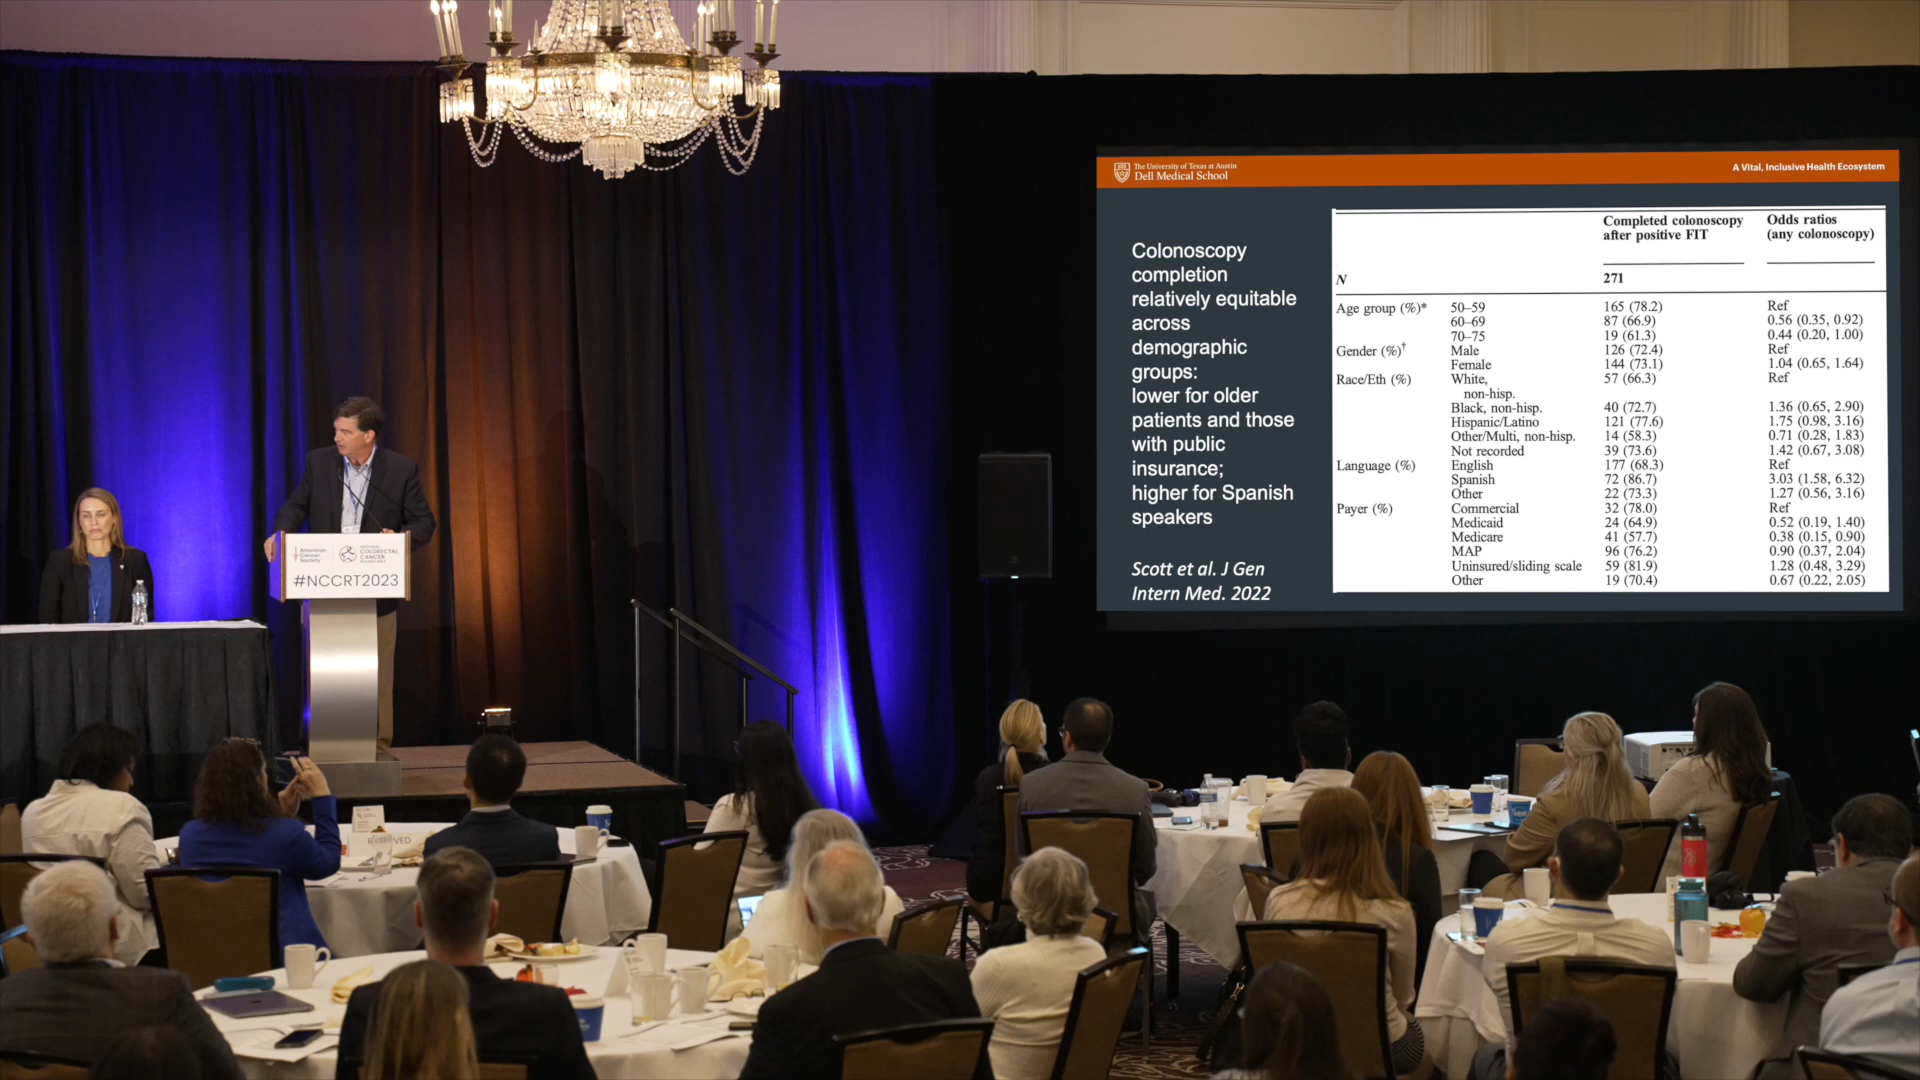 The University of Texas at Austin
Dell Medical School
A Vital, Inclusive Health Ecosystem
Colonoscopy
completion
relatively equitable
across
demographic
groups:
lower for older
patients and those
with public
insurance;
higher for Spanish
speakers
Scott et al. J Gen
Intern Med. 2022
Completed colonoscopy Odds ratios
after positive FIT (any colonoscopy)
N 271
Age group (%)* 50–59 165 (78.2) Ref
60–69 87 (66.9) 0.56 (0.35, 0.92)
70–75 19 (61.3) 0.44 (0.20, 1.00)
Gender (%)† Male 126 (72.4) Ref
Female 144 (73.1) 1.04 (0.65, 1.64)
Race/Eth (%) White, 57 (66.3) Ref
non-hisp.
Black, non-hisp. 40 (72.7) 1.36 (0.65, 2.90)
Hispanic/Latino 121 (77.6) 1.75 (0.98, 3.16)
Other/Multi, non-hisp. 14 (58.3) 0.71 (0.28, 1.83)
Not recorded 39 (73.6) 1.42 (0.67, 3.08)
Language (%) English 177 (68.3) Ref
Spanish 72 (86.7) 3.03 (1.58, 6.32)
Other 22 (73.3) 1.27 (0.56, 3.16)
Payer (%) Commercial 32 (78.0) Ref
Medicaid 24 (64.9) 0.52 (0.19, 1.40)
Medicare 41 (57.7) 0.38 (0.15, 0.90)
MAP 96 (76.2) 0.90 (0.37, 2.04)
Uninsured/sliding scale 59 (81.9) 1.28 (0.48, 3.29)
Other 19 (70.4) 0.67 (0.22, 2.05)
American
Cancer
Society
NATIONAL
COLORECTAL
CANCER
ROUNDTABLE
#NCCRT2023